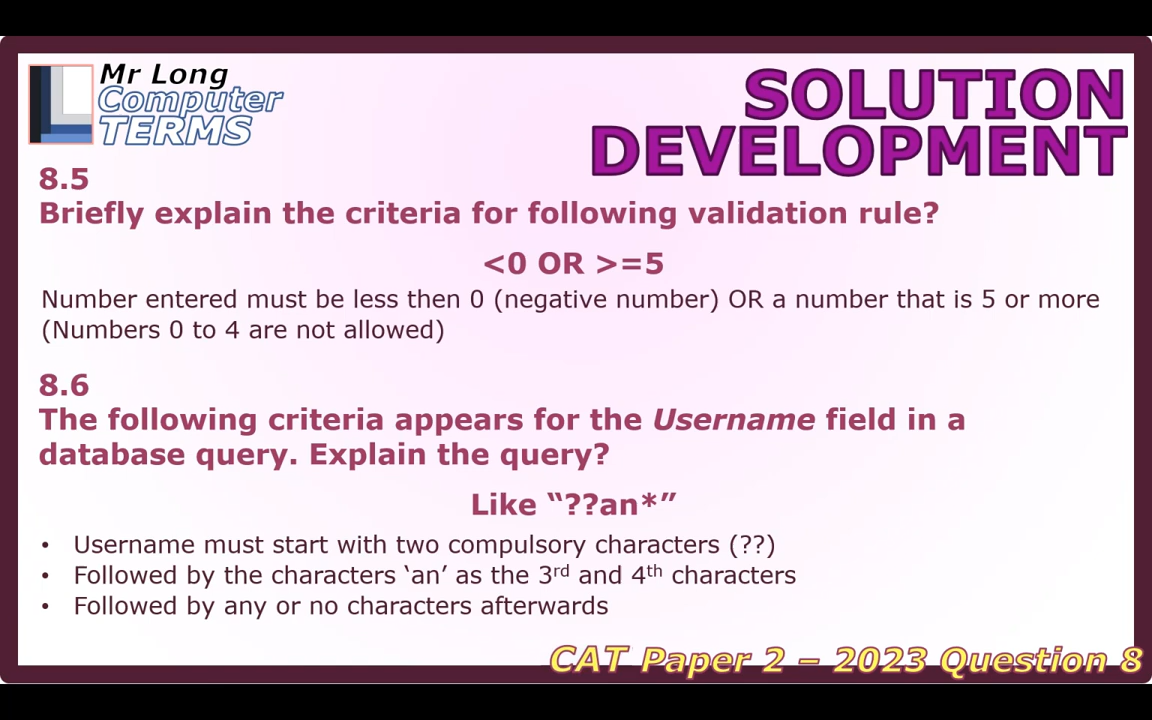 Mr Long
Computer
TERMS
SOLUTION
DEVELOPMENT
8.5
Briefly explain the criteria for following validation rule?
<0 OR >=5
Number entered must be less then 0 (negative number) OR a number that is 5 or more
(Numbers 0 to 4 are not allowed)
8.6
The following criteria appears for the Username field in a
database query. Explain the query?
Like “??an*”
• Username must start with two compulsory characters (??)
• Followed by the characters ‘an’ as the 3rd and 4th characters
• Followed by any or no characters afterwards
CAT Paper 2 – 2023 Question 8